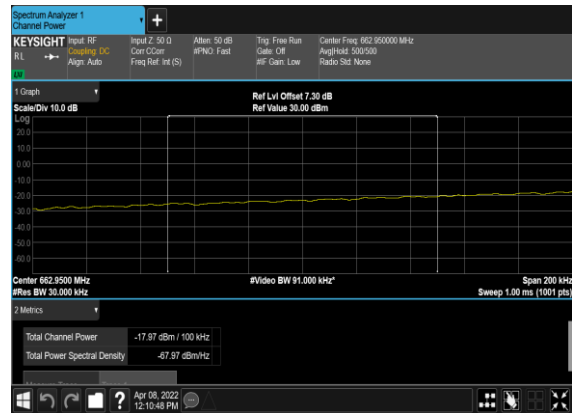 Spectrum Analyzer 1
Channel Power
+
KEYSIGHT Input: RF Input Z: 50 Ω Atten: 50 dB Trig: Free Run Center Freq: 662.950000 MHz
RL Coupling: DC Corr CCorr #PNO: Fast Gate: Off Avg|Hold: 500/500
Align: Auto Freq Ref: Int (S) #IF Gain: Low Radio Std: None
1 Graph
Ref Lvl Offset 7.30 dB
Scale/Div 10.0 dB Ref Value 30.00 dBm
Log
20.0
10.0
0.00
-10.0
-20.0
-30.0
-40.0
-50.0
-60.0
Center 662.9500 MHz #Video BW 91.000 kHz* Span 200 kHz
#Res BW 30.000 kHz Sweep 1.00 ms (1001 pts)
2 Metrics
Total Channel Power -17.97 dBm / 100 kHz
Total Power Spectral Density -67.97 dBm/Hz
? Apr 08, 2022
12:10:48 PM